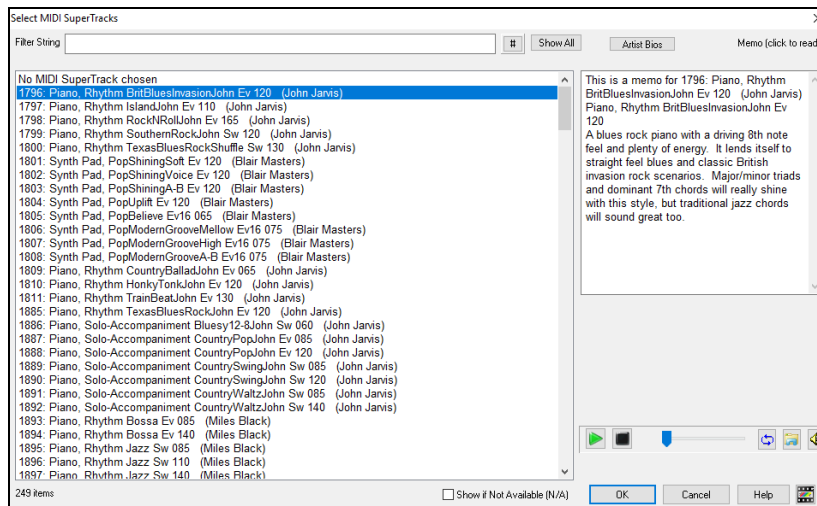 Select MIDI SuperTracks
Filter String
#
Show All
Artist Bios
Memo (click to read
No MIDI SuperTrack chosen
1796: Piano, Rhythm BritBluesInvasionJohn Ev 120 (John Jarvis)
1797: Piano, Rhythm IslandJohn Ev 110 (John Jarvis)
1798: Piano, Rhythm RockNRollJohn Ev 165 (John Jarvis)
1799: Piano, Rhythm SouthernRockJohn Sw 120 (John Jarvis)
1800: Piano, Rhythm TexasBluesRockShuffle Sw 130 (John Jarvis)
1801: Synth Pad, PopShiningSoft Ev 120 (Blair Masters)
1802: Synth Pad, PopShiningVoice Ev 120 (Blair Masters)
1803: Synth Pad, PopShiningA-B Ev 120 (Blair Masters)
1804: Synth Pad, PopUplift Ev 120 (Blair Masters)
1805: Synth Pad, PopBelieve Ev16 065 (Blair Masters)
1806: Synth Pad, PopModernGrooveMellow Ev16 075 (Blair Masters)
1807: Synth Pad, PopModernGrooveHigh Ev16 075 (Blair Masters)
1808: Synth Pad, PopModernGrooveA-B Ev16 075 (Blair Masters)
1809: Piano, Rhythm CountryBalladJohn Ev 065 (John Jarvis)
1810: Piano, Rhythm HonkyTonkJohn Ev 120 (John Jarvis)
1811: Piano, Rhythm TrainBeatJohn Ev 130 (John Jarvis)
1885: Piano, Rhythm TexasBluesRockJohn Ev 120 (John Jarvis)
1886: Piano, Solo-Accompaniment Bluesy12-8John Sw 060 (John Jarvis)
1887: Piano, Solo-Accompaniment CountryPopJohn Ev 085 (John Jarvis)
1888: Piano, Solo-Accompaniment CountryPopJohn Ev 120 (John Jarvis)
1889: Piano, Solo-Accompaniment CountrySwingJohn Sw 085 (John Jarvis)
1890: Piano, Solo-Accompaniment CountrySwingJohn Sw 120 (John Jarvis)
1891: Piano, Solo-Accompaniment CountryWaltzJohn Sw 085 (John Jarvis)
1892: Piano, Solo-Accompaniment CountryWaltzJohn Sw 140 (John Jarvis)
1893: Piano, Rhythm Bossa Ev 085 (Miles Black)
1894: Piano, Rhythm Bossa Ev 140 (Miles Black)
1895: Piano, Rhythm Jazz Sw 085 (Miles Black)
1896: Piano, Rhythm Jazz Sw 110 (Miles Black)
1897: Piano, Rhythm Jazz Sw 140 (Miles Black)
This is a memo for 1796: Piano, Rhythm
BritBluesInvasionJohn Ev 120 (John Jarvis)
Piano, Rhythm BritBluesInvasionJohn Ev
120
A blues rock piano with a driving 8th note
feel and plenty of energy. It lends itself to
straight feel blues and classic British
invasion rock scenarios. Major/minor triads
and dominant 7th chords will really shine
with this style, but traditional jazz chords
will sound great too.
249 items
Show if Not Available (N/A)
OK
Cancel
Help